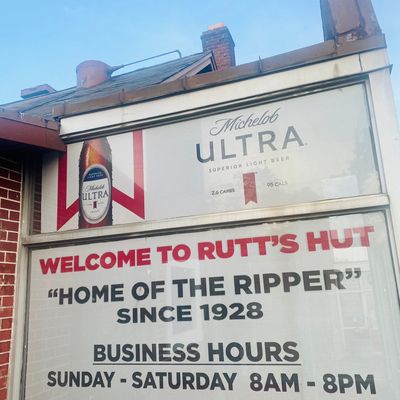 Michelob
ULTRA
SUPERIOR LIGHT BEER
2.6 CARBS 95 CALS
ULTRA
WELCOME TO RUTT'S HUT
"HOME OF THE RIPPER"
SINCE 1928
BUSINESS HOURS
SUNDAY - SATURDAY 8AM - 8PM